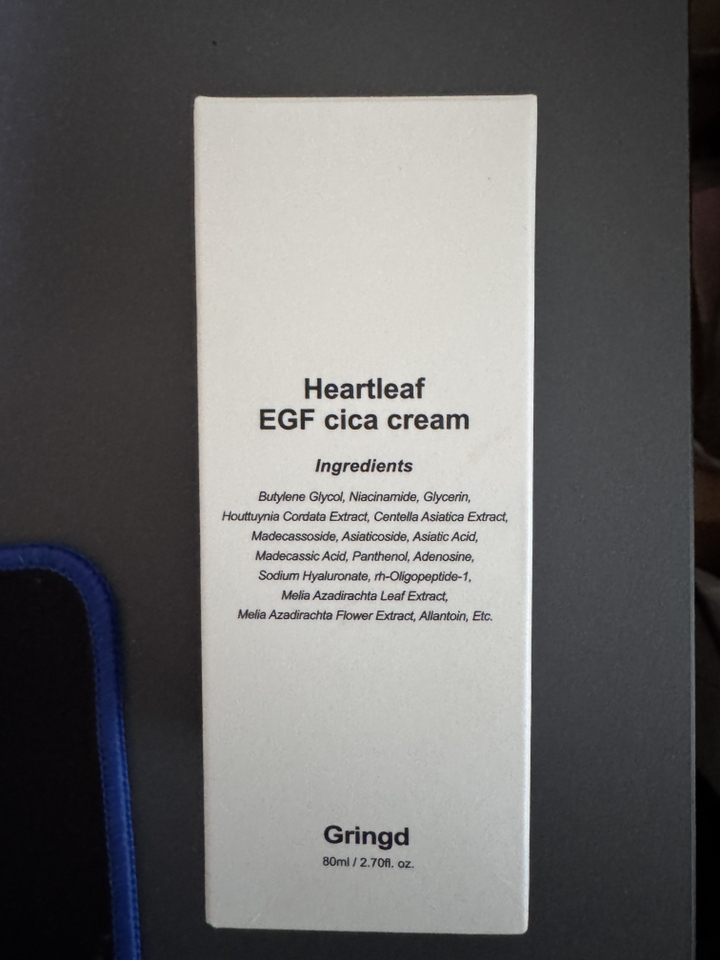 Heartleaf
EGF cica cream
Ingredients
Butylene Glycol, Niacinamide, Glycerin,
Houttuynia Cordata Extract, Centella Asiatica Extract,
Madecassoside, Asiaticoside, Asiatic Acid,
Madecassic Acid, Panthenol, Adenosine,
Sodium Hyaluronate, rh-Oligopeptide-1,
Melia Azadirachta Leaf Extract,
Melia Azadirachta Flower Extract, Allantoin, Etc.
Gringd
80ml / 2.70fl. oz.